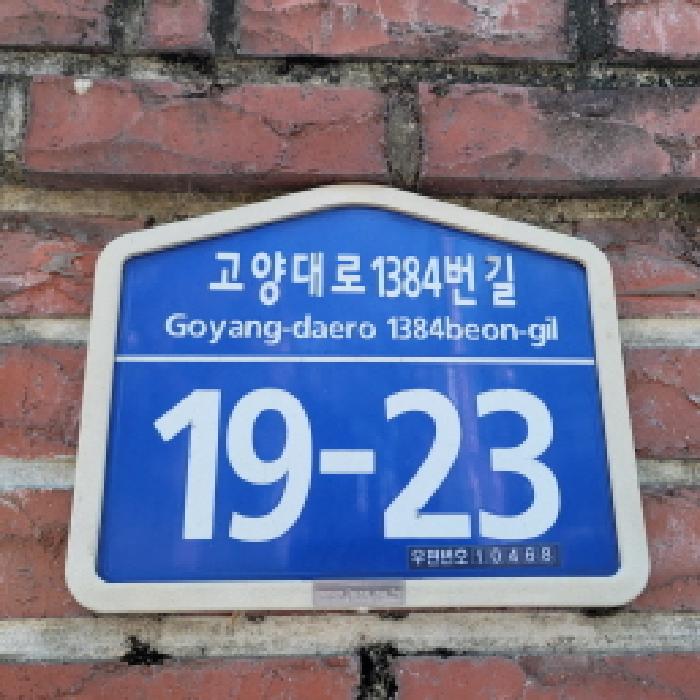 고양대로1384번길
Goyang-daero 1384beon-gil
19-23
우편번호 10468